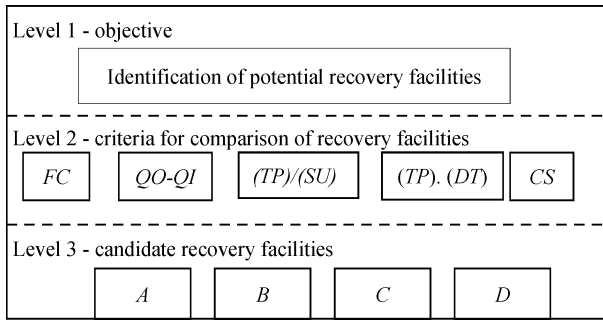 Level 1 - objective
Identification of potential recovery facilities
Level 2 - criteria for comparison of recovery facilities
FC QO-QI (TP)/(SU) (TP). (DT) CS
Level 3 - candidate recovery facilities
A B C D